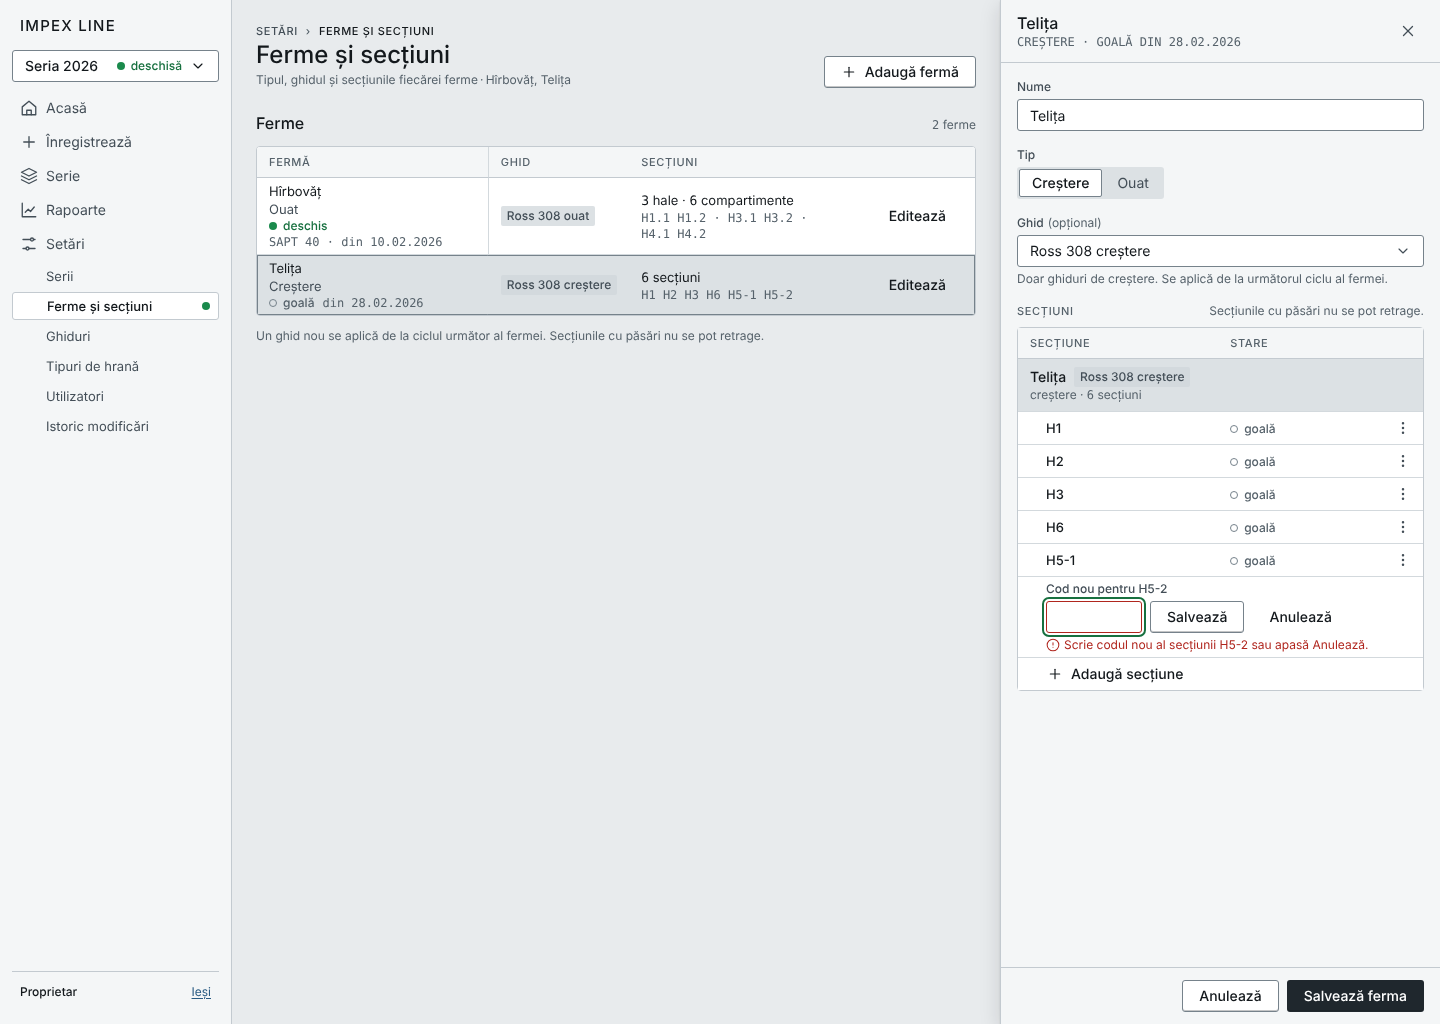 IMPEX LINE
Seria 2026 deschisă
Acasă
Înregistrează
Serie
Rapoarte
Setări
Serii
Ferme și secțiuni
Ghiduri
Tipuri de hrană
Utilizatori
Istoric modificări
Proprietar Ieși
SETĂRI › FERME ȘI SECȚIUNI
Ferme și secțiuni
Tipul, ghidul și secțiunile fiecărei ferme · Hîrbovăț, Telița
Adaugă fermă
Ferme 2 ferme
FERMĂ GHID SECȚIUNI
Hîrbovăț
Ouat
deschis
SAPT 40 · din 10.02.2026
Ross 308 ouat
3 hale · 6 compartimente
H1.1 H1.2 · H3.1 H3.2 ·
H4.1 H4.2
Editează
Telița
Creștere
goală din 28.02.2026
Ross 308 creștere
6 secțiuni
H1 H2 H3 H6 H5-1 H5-2
Editează
Un ghid nou se aplică de la ciclul următor al fermei. Secțiunile cu păsări nu se pot retrage.
Telița
CREȘTERE · GOALĂ DIN 28.02.2026
Nume
Telița
Tip
Creștere Ouat
Ghid (opțional)
Ross 308 creștere
Doar ghiduri de creștere. Se aplică de la următorul ciclu al fermei.
SECȚIUNI Secțiunile cu păsări nu se pot retrage.
SECȚIUNE STARE
Telița Ross 308 creștere
creștere · 6 secțiuni
H1 goală
H2 goală
H3 goală
H6 goală
H5-1 goală
Cod nou pentru H5-2
Salvează Anulează
Scrie codul nou al secțiunii H5-2 sau apasă Anulează.
Adaugă secțiune
Anulează Salvează ferma